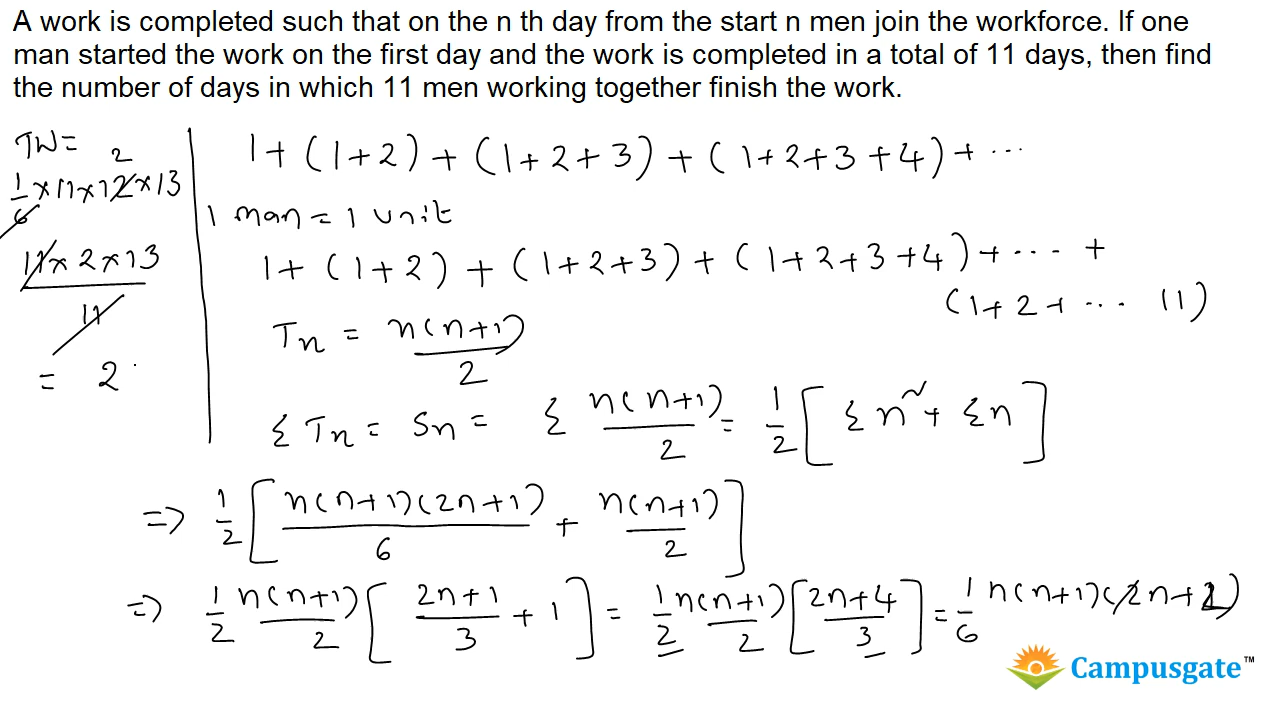 A work is completed such that on the n th day from the start n men join the workforce. If one
man started the work on the first day and the work is completed in a total of 11 days, then find
the number of days in which 11 men working together finish the work.
TW =
1/6 × 11 × 12 × 13
2
11 × 2 × 13
11
= 2
1 + (1+2) + (1+2+3) + (1+2+3+4) + ...
1 man = 1 unit
1 + (1+2) + (1+2+3) + (1+2+3+4) + ... +
(1+2+ ... 11)
Tn = n(n+1)/2
Σ Tn = Sn = Σ n(n+1)/2 = 1/2 [Σn² + Σn]
=> 1/2 [n(n+1)(2n+1)/6 + n(n+1)/2]
=> 1/2 n(n+1)/2 [2n+1/3 + 1] = 1/2 n(n+1)/2 [2n+4/3] = 1/6 n(n+1)(n+2)
Campusgate™